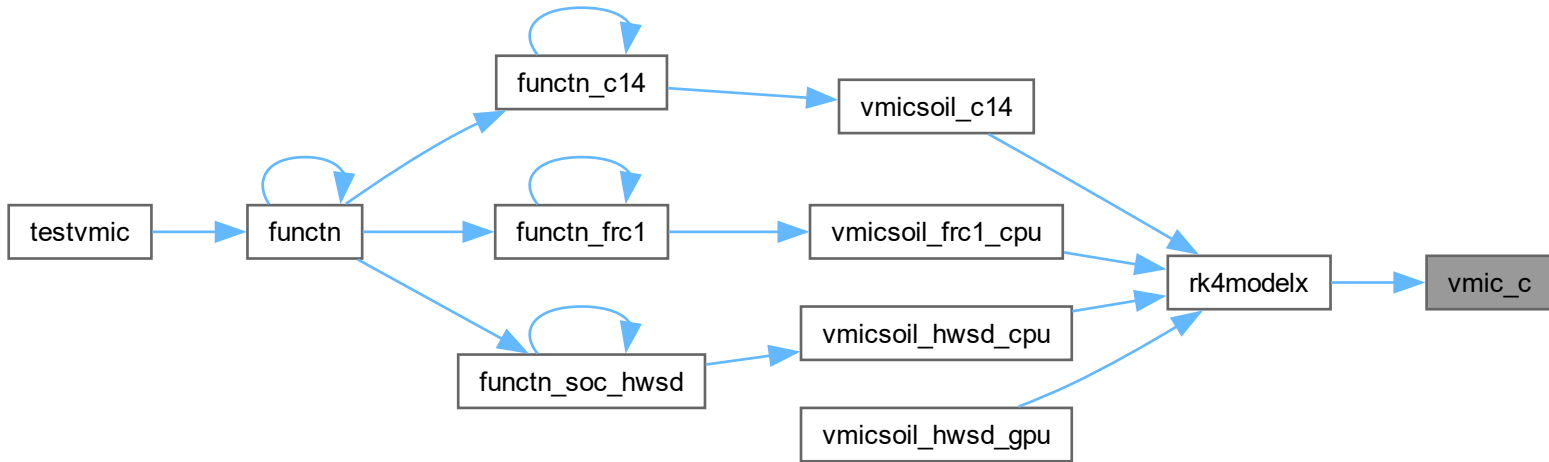 functn_c14
vmicsoil_c14
testvmic
functn
functn_frc1
vmicsoil_frc1_cpu
rk4modelx
vmic_c
functn_soc_hwsd
vmicsoil_hwsd_cpu
vmicsoil_hwsd_gpu